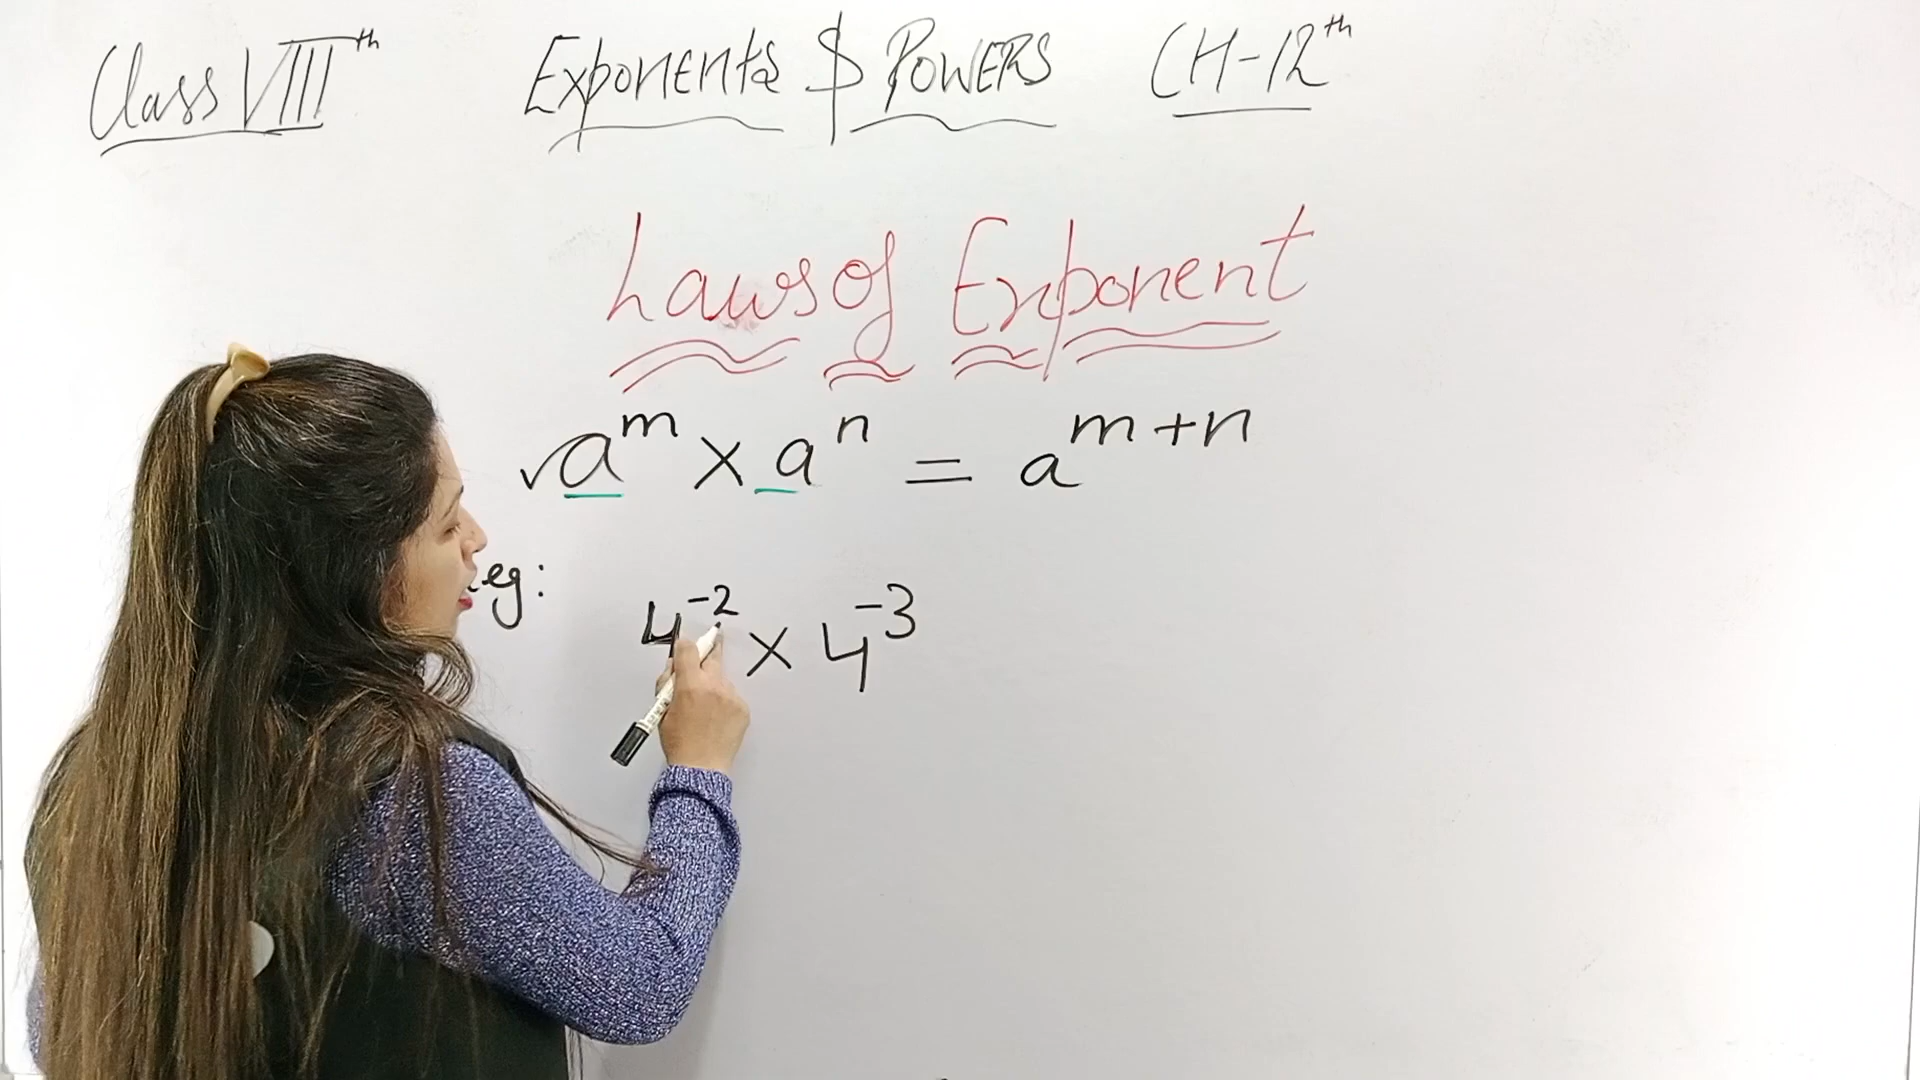 Class VIIIth Exponents $ POWERS CH-12th
Laws of Exponent
✓aᵐ × aⁿ = aᵐ⁺ⁿ
eg:
4⁻² × 4⁻³